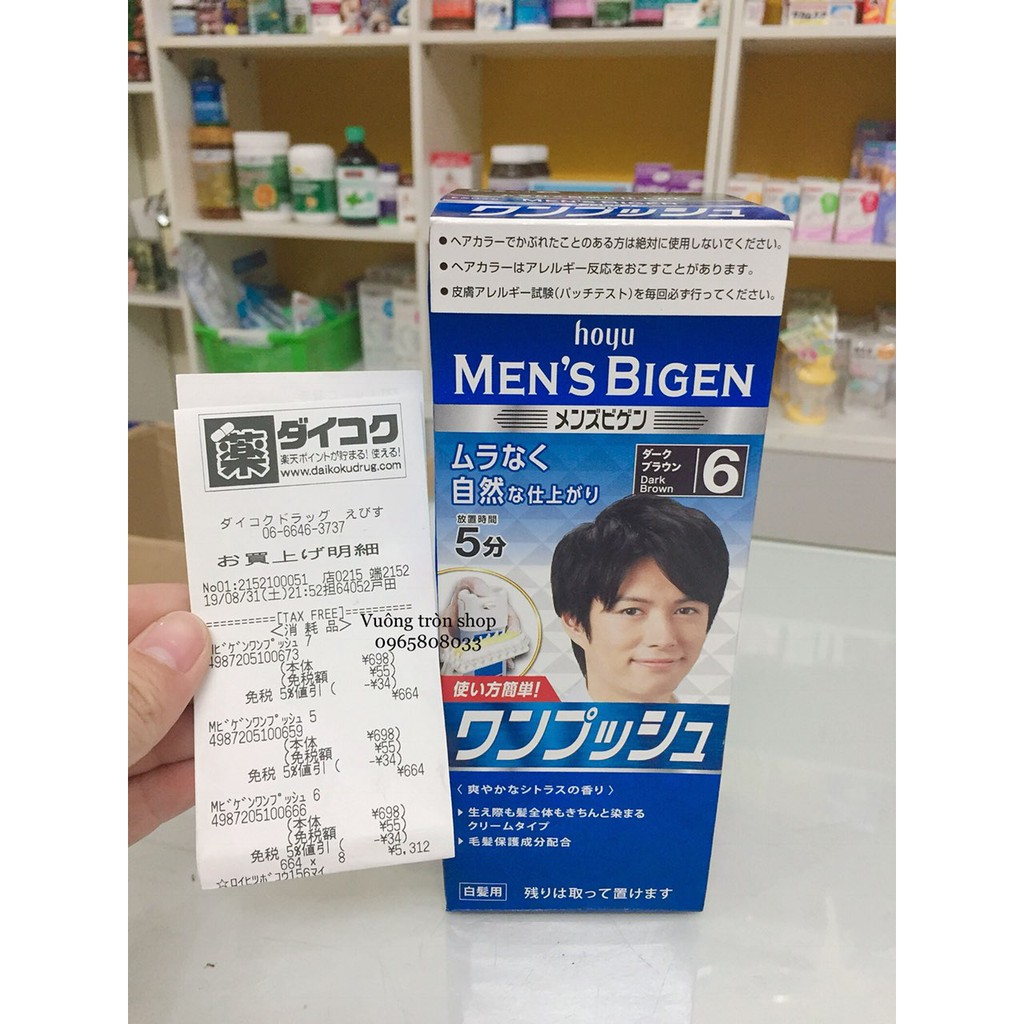 ワンプッシュ
●ヘアカラーでかぶれたことのある方は絶対に使用しないでください。
●ヘアカラーはアレルギー反応をおこすことがあります。
●皮膚アレルギー試験(パッチテスト)を毎回必ず行ってください。
hoyu
MEN'S BIGEN
メンズビゲン
ムラなく
自然な仕上がり
放置時間
5分
ダーク
ブラウン
Dark
Brown
6
使い方簡単!
ワンプッシュ
〈爽やかなシトラスの香り〉
生え際も髪全体もきちんと染まる
クリームタイプ
毛髪保護成分配合
白髪用
残りは取って置けます
薬
ダイコク
楽天ポイントが貯まる!使える!
www.daikokudrug.com
ダイコクドラッグ えびす
06-6646-3737
お買上げ明細
No01:2152100051 店0215 端2152
19/08/31(土)21:52担64052戸田
===========[TAX FREE]==========
<消 耗 品>
Mビゲンワンプッシュ 7
4987205100673
(本体 ¥698)
(免税額 ¥55)
免税 5%値引( -¥34)
¥664
Mビゲンワンプッシュ 5
4987205100659
(本体 ¥698)
(免税額 ¥55)
免税 5%値引( -¥34)
¥664
Mビゲンワンプッシュ 6
4987205100666
(本体 ¥698)
(免税額 ¥55)
免税 5%値引( -¥34)
664 x 8 ¥5,312
☆ロイヒツボコウ156マイ
Vuông tròn shop
0965808033